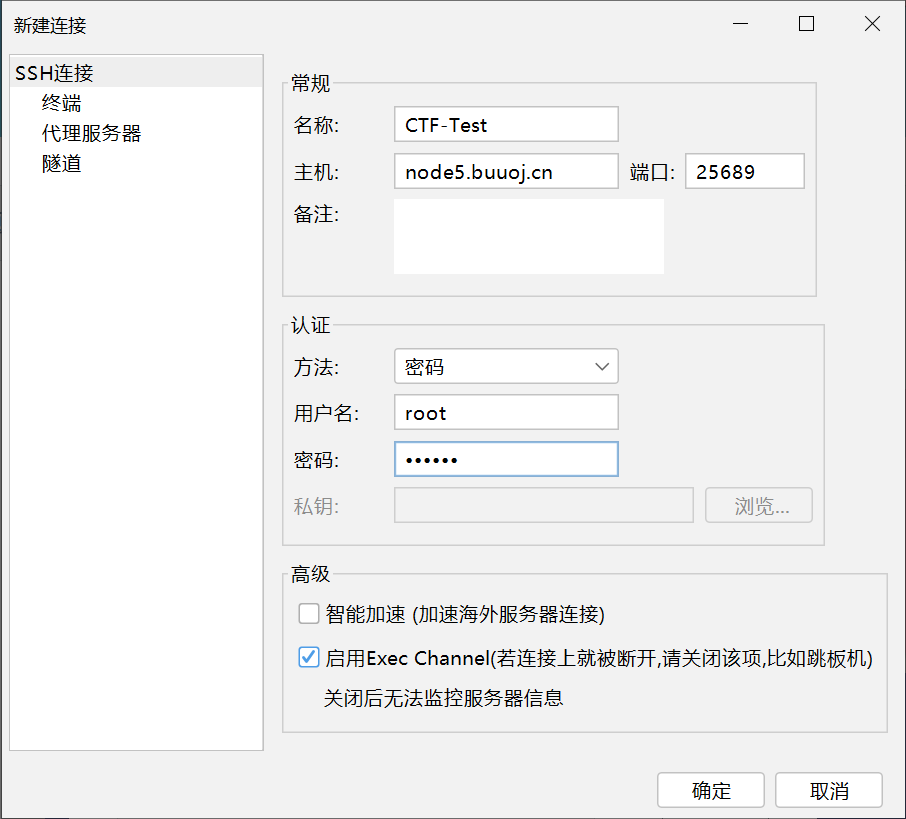 新建连接
SSH连接
终端
代理服务器
隧道
常规
名称: CTF-Test
主机: node5.buuoj.cn 端口: 25689
备注:
认证
方法: 密码
用户名: root
密码: ••••••
私钥: 浏览...
高级
智能加速 (加速海外服务器连接)
启用Exec Channel(若连接上就被断开,请关闭该项,比如跳板机)
关闭后无法监控服务器信息
确定 取消